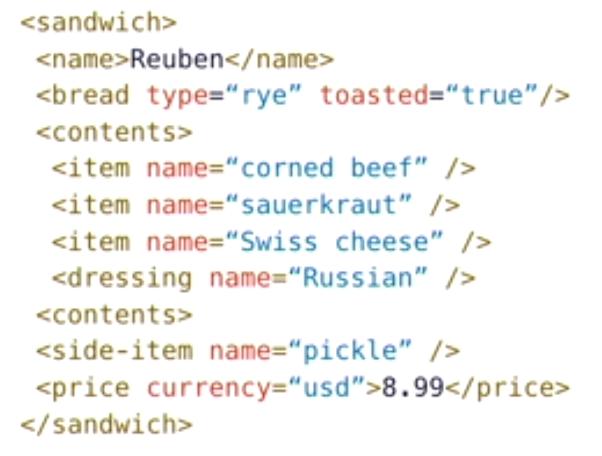 <sandwich>
<name>Reuben</name>
<bread type=“rye” toasted=“true”/>
<contents>
<item name=“corned beef” />
<item name=“sauerkraut” />
<item name=“Swiss cheese” />
<dressing name=“Russian” />
<contents>
<side-item name=“pickle” />
<price currency=“usd”>8.99</price>
</sandwich>